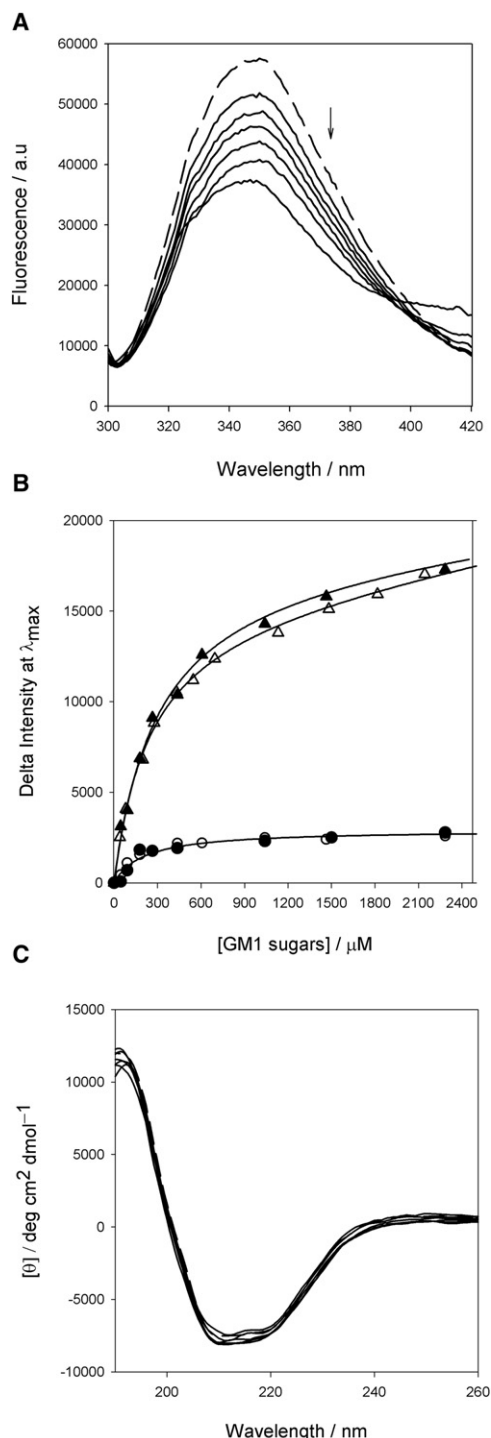 A
60000
50000
40000
30000
20000
10000
0
Fluorescence / a.u
300 320 340 360 380 400 420
Wavelength / nm
B
20000
15000
10000
5000
0
Delta Intensity at λmax
0 300 600 900 1200 1500 1800 2100 2400
[GM1 sugars] / μM
C
15000
10000
5000
0
-5000
-10000
[θ] / deg cm² dmol⁻¹
200 220 240 260
Wavelength / nm